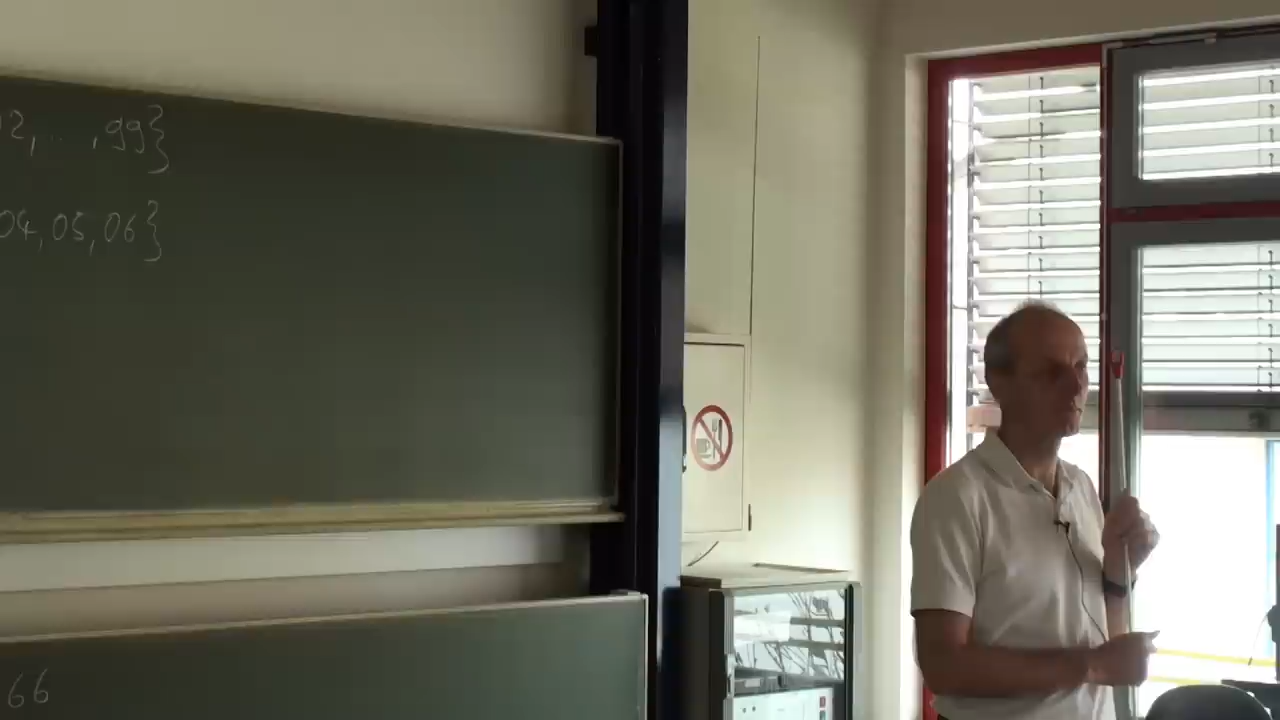 2, ... , 99}
04, 05, 06}
66